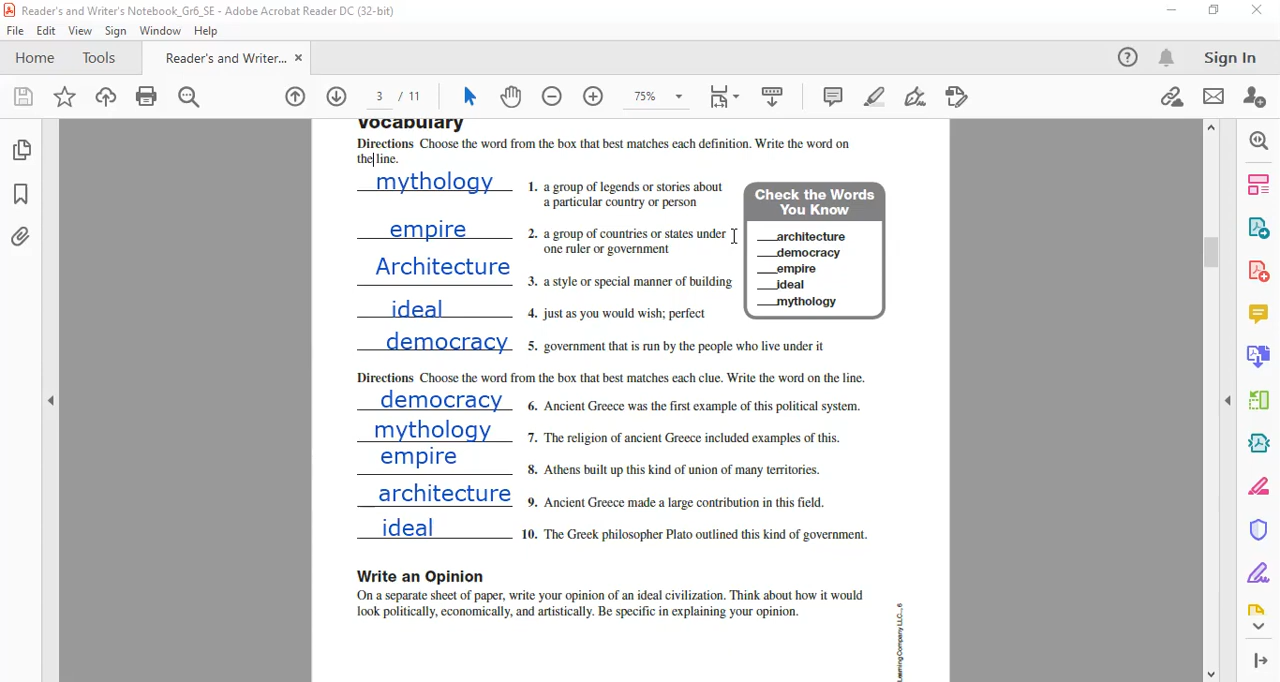 Reader's and Writer's Notebook_Gr6_SE - Adobe Acrobat Reader DC (32-bit)
File Edit View Sign Window Help
Home Tools Reader's and Writer... × Sign In
3 / 11 75%
Vocabulary
Directions Choose the word from the box that best matches each definition. Write the word on
the line.
mythology 1. a group of legends or stories about
a particular country or person
empire 2. a group of countries or states under
one ruler or government
Architecture 3. a style or special manner of building
ideal 4. just as you would wish; perfect
democracy 5. government that is run by the people who live under it
Check the Words
You Know
___architecture
___democracy
___empire
___ideal
___mythology
Directions Choose the word from the box that best matches each clue. Write the word on the line.
democracy 6. Ancient Greece was the first example of this political system.
mythology 7. The religion of ancient Greece included examples of this.
empire 8. Athens built up this kind of union of many territories.
architecture 9. Ancient Greece made a large contribution in this field.
ideal 10. The Greek philosopher Plato outlined this kind of government.
Write an Opinion
On a separate sheet of paper, write your opinion of an ideal civilization. Think about how it would
look politically, economically, and artistically. Be specific in explaining your opinion.
Learning Company LLC., 6